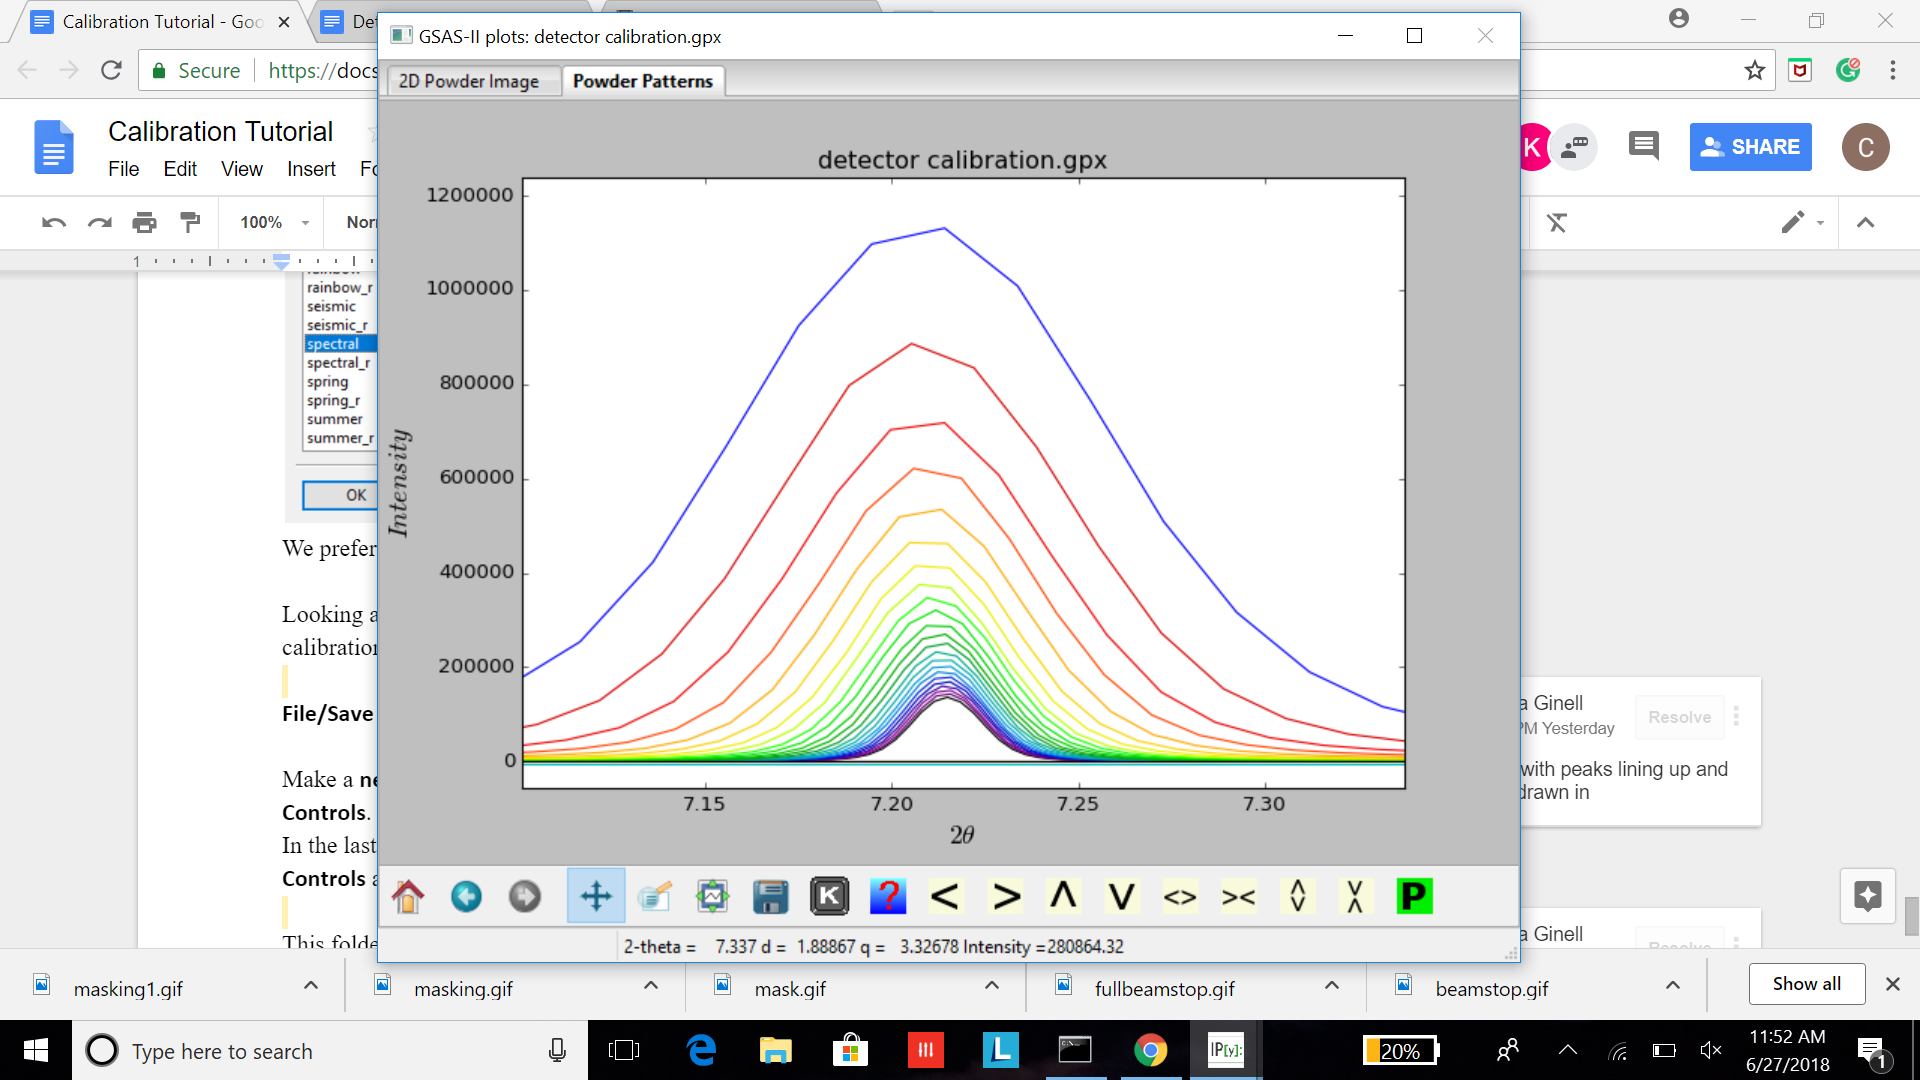 Calibration Tutorial - Goo
Det
GSAS-II plots: detector calibration.gpx
Secure
https://docs
2D Powder Image
Powder Patterns
Calibration Tutorial
File Edit View Insert Fo
K
SHARE
C
100%
Nor
1
rainbow_r
seismic
seismic_r
spectral
spectral_r
spring
spring_r
summer
summer_r
OK
detector calibration.gpx
1200000
1000000
800000
600000
400000
200000
0
Intensity
7.15 7.20 7.25 7.30
2θ
We prefer
Looking a
calibration
File/Save
Make a ne
Controls.
In the last
Controls a
This folde
a Ginell
PM Yesterday
Resolve
with peaks lining up and
drawn in
a Ginell
Resolve
K ? < > Λ V <> >< P
2-theta = 7.337 d = 1.88867 q = 3.32678 Intensity =280864.32
masking1.gif
masking.gif
mask.gif
fullbeamstop.gif
beamstop.gif
Show all
Type here to search
L
IP[y]:
20%
11:52 AM
6/27/2018
1